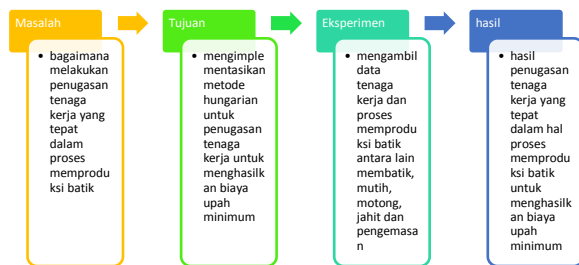 Masalah
• bagaimana
melakukan
penugasan
tenaga
kerja yang
tepat
dalam
proses
memprodu
ksi batik
Tujuan
• mengimple
mentasikan
metode
hungarian
untuk
penugasan
tenaga
kerja untuk
menghasilk
an biaya
upah
minimum
Eksperimen
• mengambil
data
tenaga
kerja dan
proses
memprodu
ksi batik
antara lain
membatik,
mutih,
motong,
jahit dan
pengemasa
n
hasil
• hasil
penugasan
tenaga
kerja yang
tepat
dalam hal
proses
memprodu
ksi batik
untuk
menghasilk
an biaya
upah
minimum